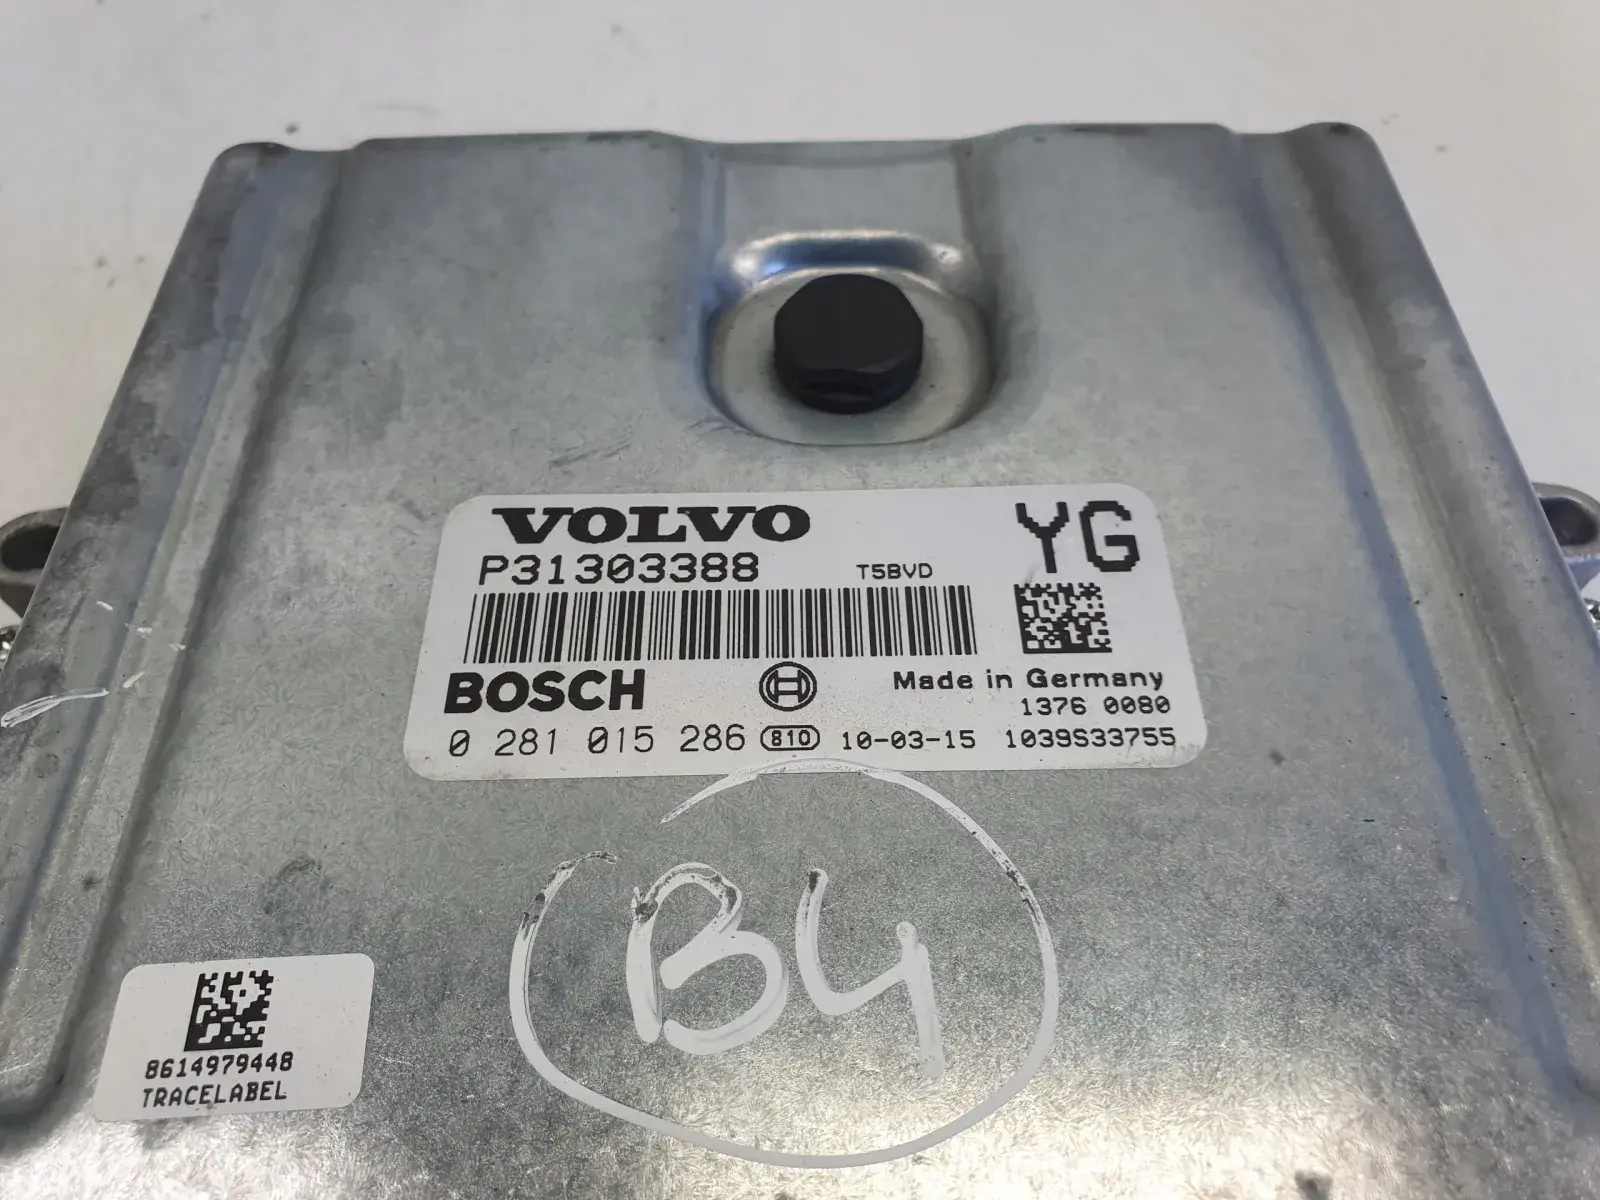 VOLVO YG
P31303388 T5BVD
BOSCH Made in Germany
1376 0080
0 281 015 286 810 10-03-15 1039S33755
B4
8614979448
TRACELABEL